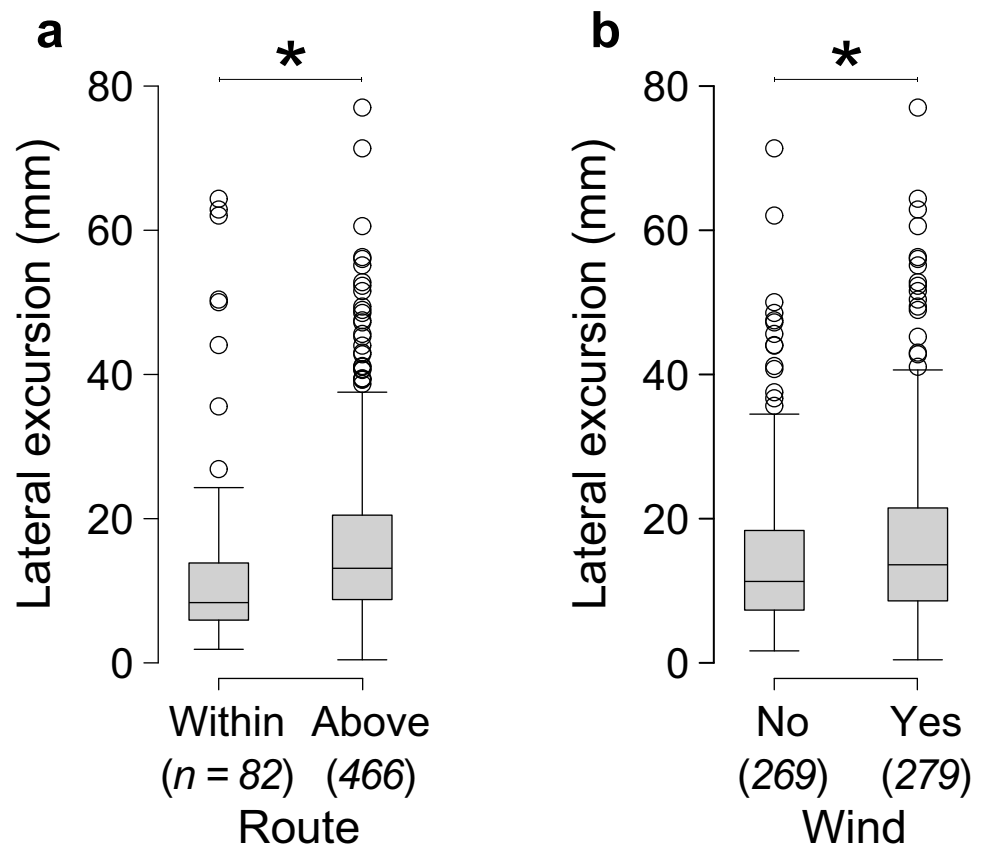 a
*
80
60
40
20
0
Lateral excursion (mm)
Within Above
(n = 82) (466)
Route
b
*
80
60
40
20
0
Lateral excursion (mm)
No Yes
(269) (279)
Wind